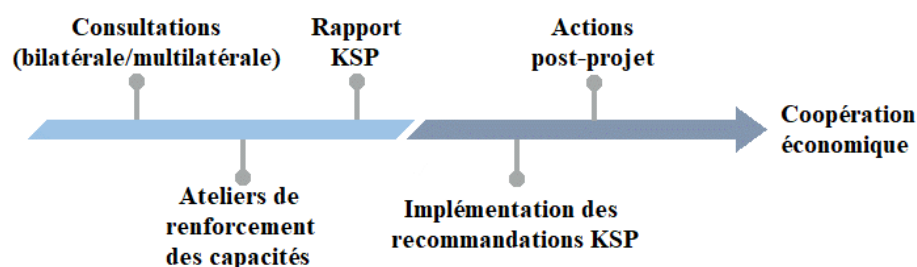 Consultations
(bilatérale/multilatérale)
Rapport
KSP
Actions
post-projet
Coopération
économique
Ateliers de
renforcement
des capacités
Implémentation des
recommandations KSP